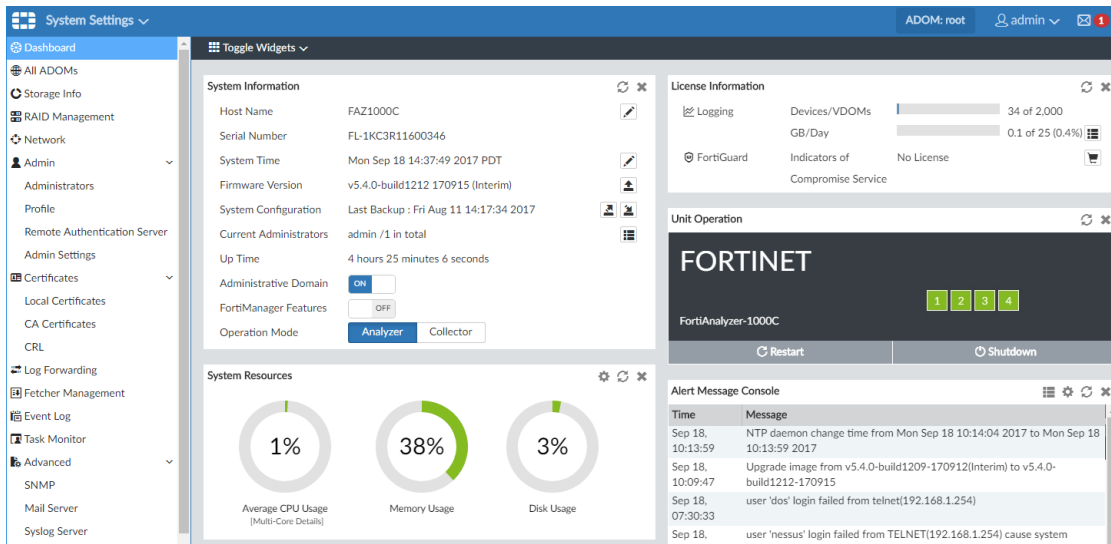 System Settings
ADOM: root
admin
1
Dashboard
All ADOMs
Storage Info
RAID Management
Network
Admin
Administrators
Profile
Remote Authentication Server
Admin Settings
Certificates
Local Certificates
CA Certificates
CRL
Log Forwarding
Fetcher Management
Event Log
Task Monitor
Advanced
SNMP
Mail Server
Syslog Server
Toggle Widgets
System Information
Host Name FAZ1000C
Serial Number FL-1KC3R11600346
System Time Mon Sep 18 14:37:49 2017 PDT
Firmware Version v5.4.0-build1212 170915 (Interim)
System Configuration Last Backup : Fri Aug 11 14:17:34 2017
Current Administrators admin /1 in total
Up Time 4 hours 25 minutes 6 seconds
Administrative Domain ON
FortiManager Features OFF
Operation Mode Analyzer Collector
System Resources
1% 38% 3%
Average CPU Usage Memory Usage Disk Usage
[Multi-Core Details]
License Information
Logging Devices/VDOMs 34 of 2,000
GB/Day 0.1 of 25 (0.4%)
FortiGuard Indicators of No License
Compromise Service
Unit Operation
FORTINET
1 2 3 4
FortiAnalyzer-1000C
Restart Shutdown
Alert Message Console
Time Message
Sep 18, NTP daemon change time from Mon Sep 18 10:14:04 2017 to Mon Sep 18
10:13:59 10:13:59 2017
Sep 18, Upgrade image from v5.4.0-build1209-170912(Interim) to v5.4.0-
10:09:47 build1212-170915
Sep 18, user 'dos' login failed from telnet(192.168.1.254)
07:30:33
Sep 18, user 'nessus' login failed from TELNET(192.168.1.254) cause system